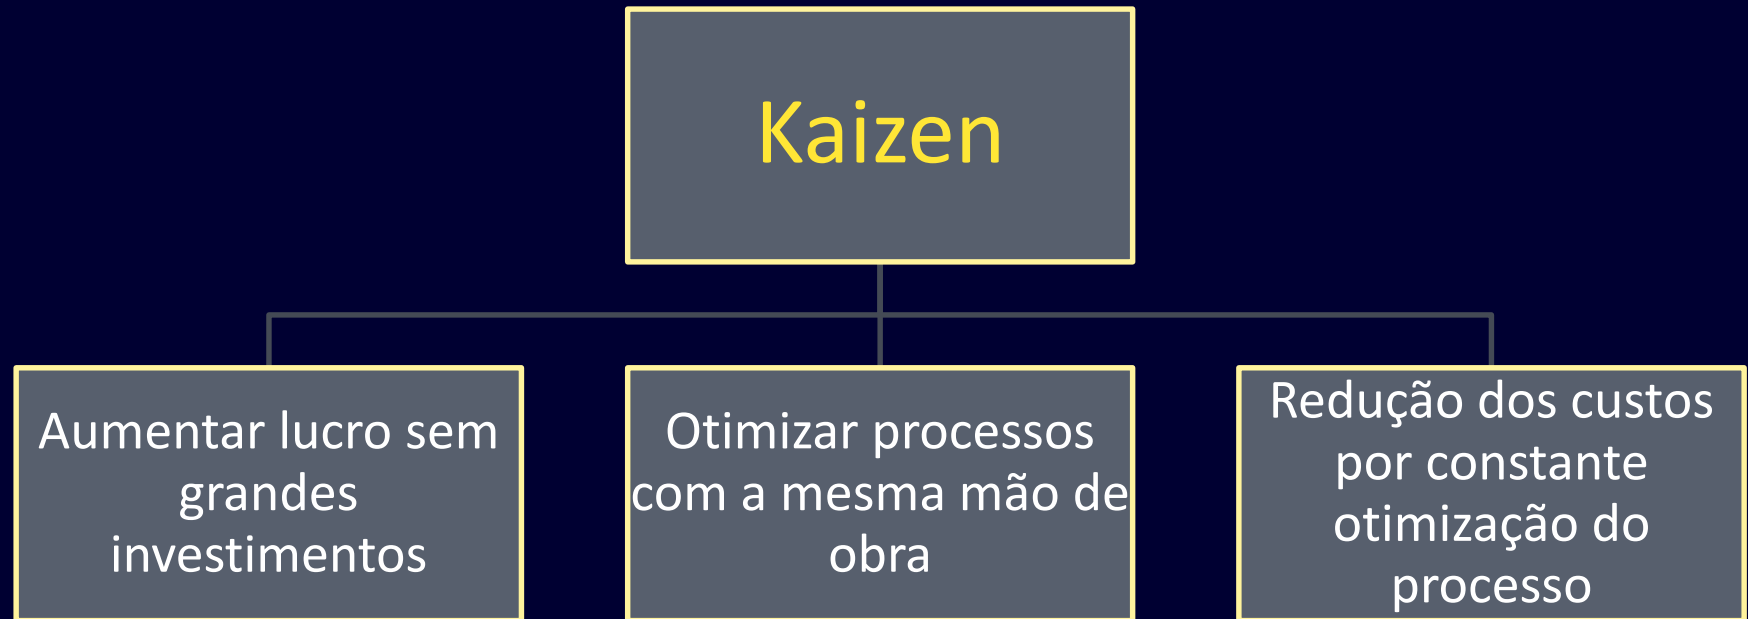 Kaizen
Aumentar lucro sem
grandes
investimentos
Otimizar processos
com a mesma mão de
obra
Redução dos custos
por constante
otimização do
processo